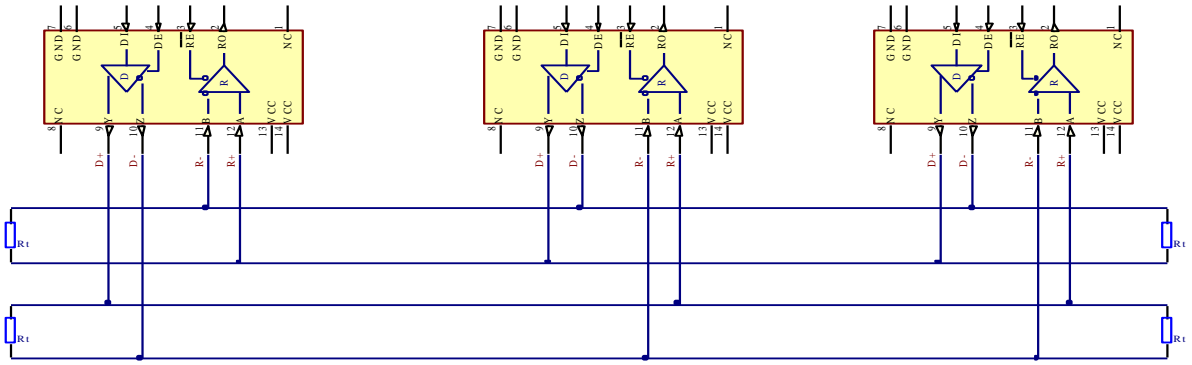 7 6 5 4 3 2 1
GND GND DI DE RE RO NC
D R
NC Y Z B A VCC VCC
8 9 10 11 12 13 14
D+ D- R- R+
7 6 5 4 3 2 1
GND GND DI DE RE RO NC
D R
NC Y Z B A VCC VCC
8 9 10 11 12 13 14
D+ D- R- R+
7 6 5 4 3 2 1
GND GND DI DE RE RO NC
D R
NC Y Z B A VCC VCC
8 9 10 11 12 13 14
D+ D- R- R+
Rt
Rt
Rt
Rt